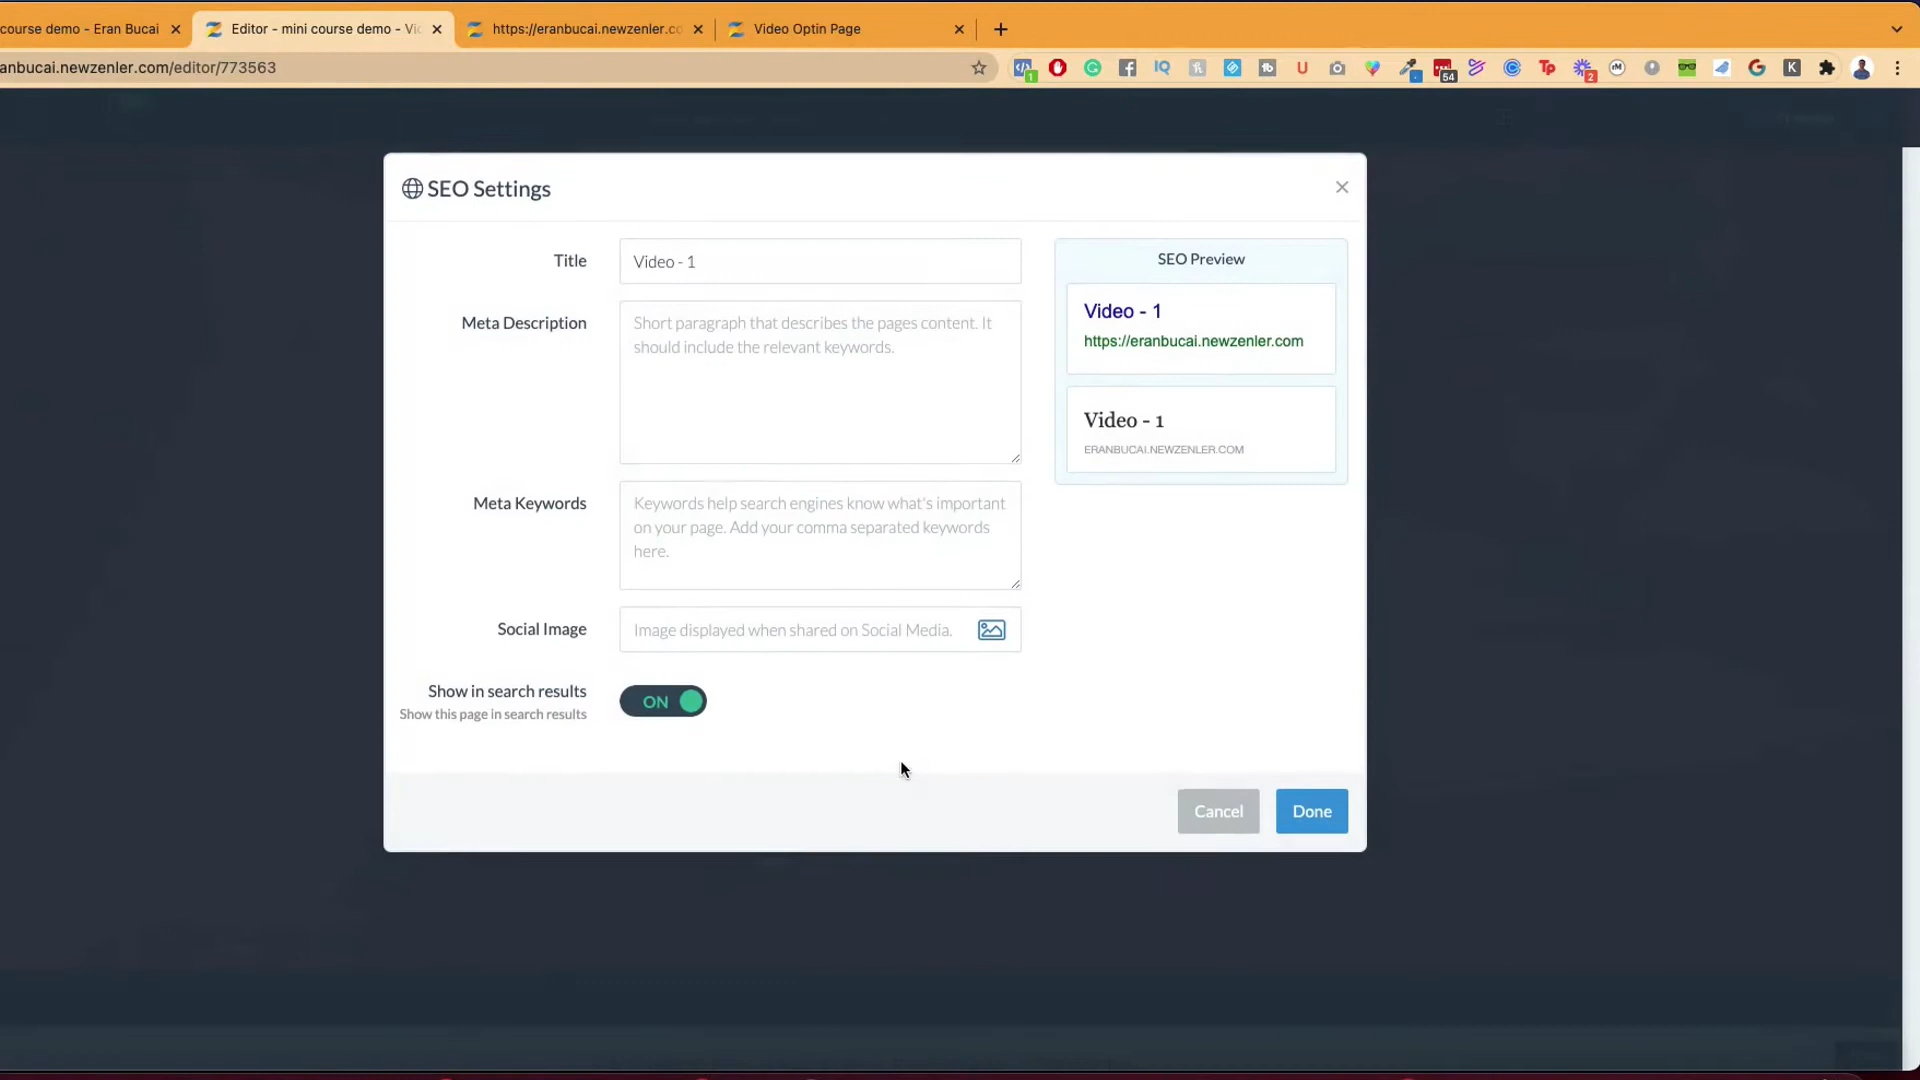 course demo - Eran Bucai
Editor - mini course demo - Vi
https://eranbucai.newzenler.co
Video Optin Page
anbucai.newzenler.com/editor/773563
1
54
2
SEO Settings
Title
Video - 1
Meta Description
Short paragraph that describes the pages content. It
should include the relevant keywords.
Meta Keywords
Keywords help search engines know what's important
on your page. Add your comma separated keywords
here.
Social Image
Image displayed when shared on Social Media.
Show in search results
Show this page in search results
ON
SEO Preview
Video - 1
https://eranbucai.newzenler.com
Video - 1
ERANBUCAI.NEWZENLER.COM
Cancel
Done